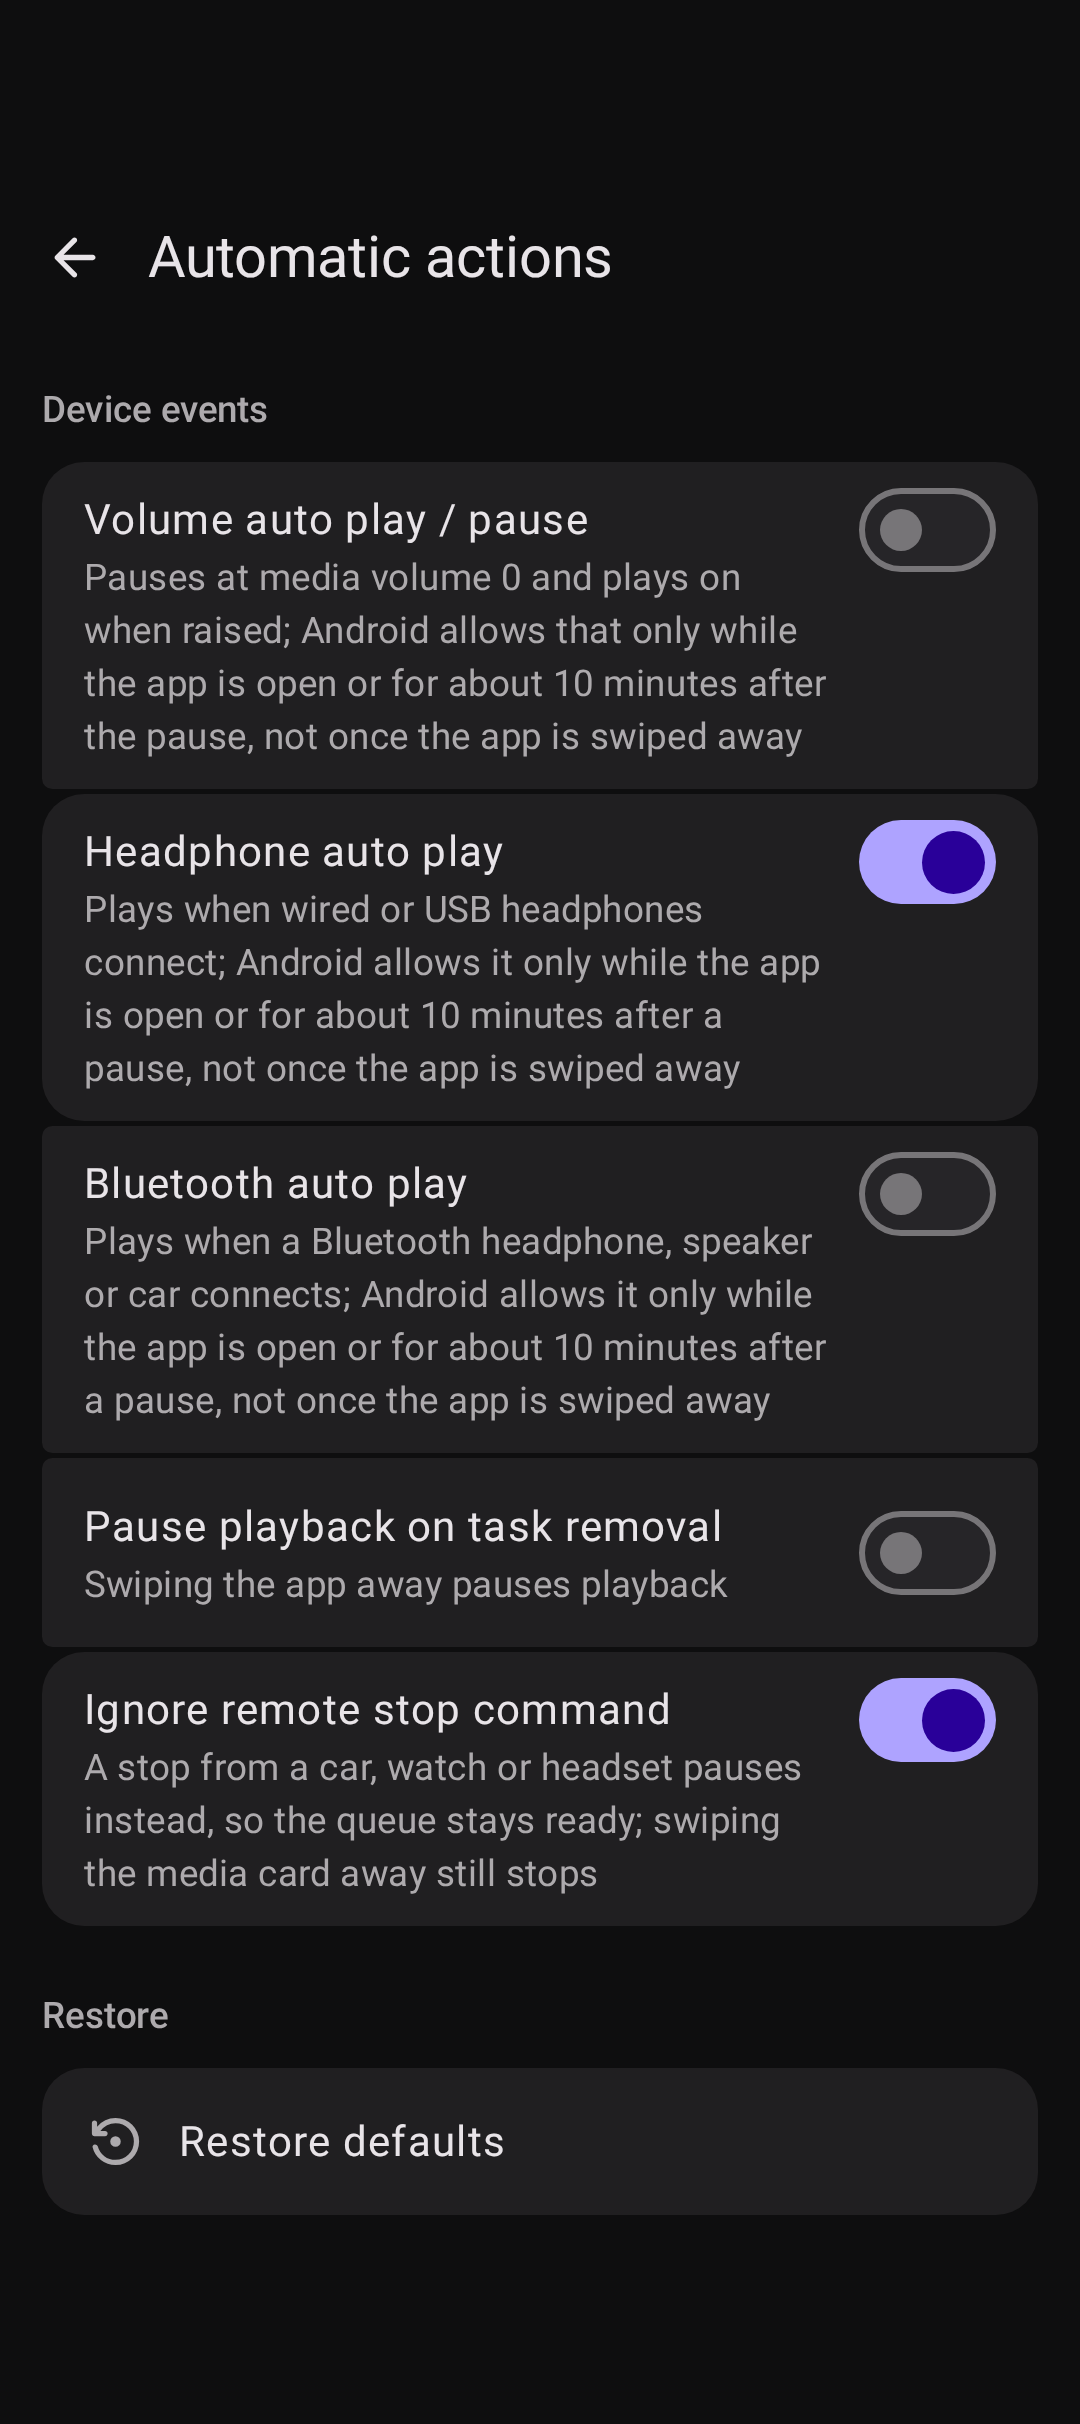 Automatic actions
Device events
Volume auto play / pause
Pauses at media volume 0 and plays on
when raised; Android allows that only while
the app is open or for about 10 minutes after
the pause, not once the app is swiped away
Headphone auto play
Plays when wired or USB headphones
connect; Android allows it only while the app
is open or for about 10 minutes after a
pause, not once the app is swiped away
Bluetooth auto play
Plays when a Bluetooth headphone, speaker
or car connects; Android allows it only while
the app is open or for about 10 minutes after
a pause, not once the app is swiped away
Pause playback on task removal
Swiping the app away pauses playback
Ignore remote stop command
A stop from a car, watch or headset pauses
instead, so the queue stays ready; swiping
the media card away still stops
Restore
Restore defaults